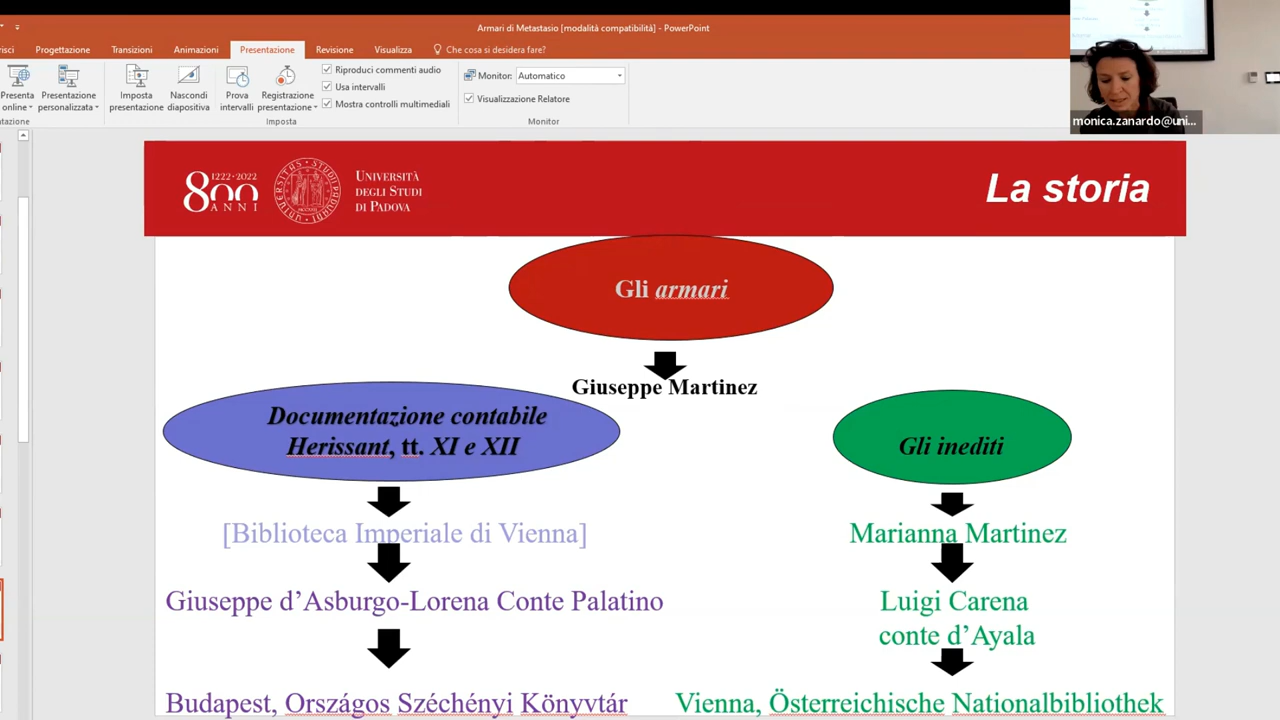 Armari di Metastasio [modalità compatibilità] - PowerPoint
Progettazione Transizioni Animazioni Presentazione Revisione Visualizza Che cosa si desidera fare?
Presenta online
Presentazione personalizzata
Imposta presentazione
Nascondi diapositiva
Prova intervalli
Registrazione presentazione
Riproduci commenti audio
Usa intervalli
Mostra controlli multimediali
Imposta
Monitor: Automatico
Visualizzazione Relatore
Monitor
monica.zanardo@uni...
1222-2022
800
ANNI
UNIVERSITÀ
DEGLI STUDI
DI PADOVA
La storia
Gli armari
Giuseppe Martinez
Documentazione contabile
Herissant, tt. XI e XII
Gli inediti
[Biblioteca Imperiale di Vienna]
Marianna Martinez
Giuseppe d’Asburgo-Lorena Conte Palatino
Luigi Carena
conte d’Ayala
Budapest, Országos Széchényi Könyvtár
Vienna, Österreichische Nationalbibliothek